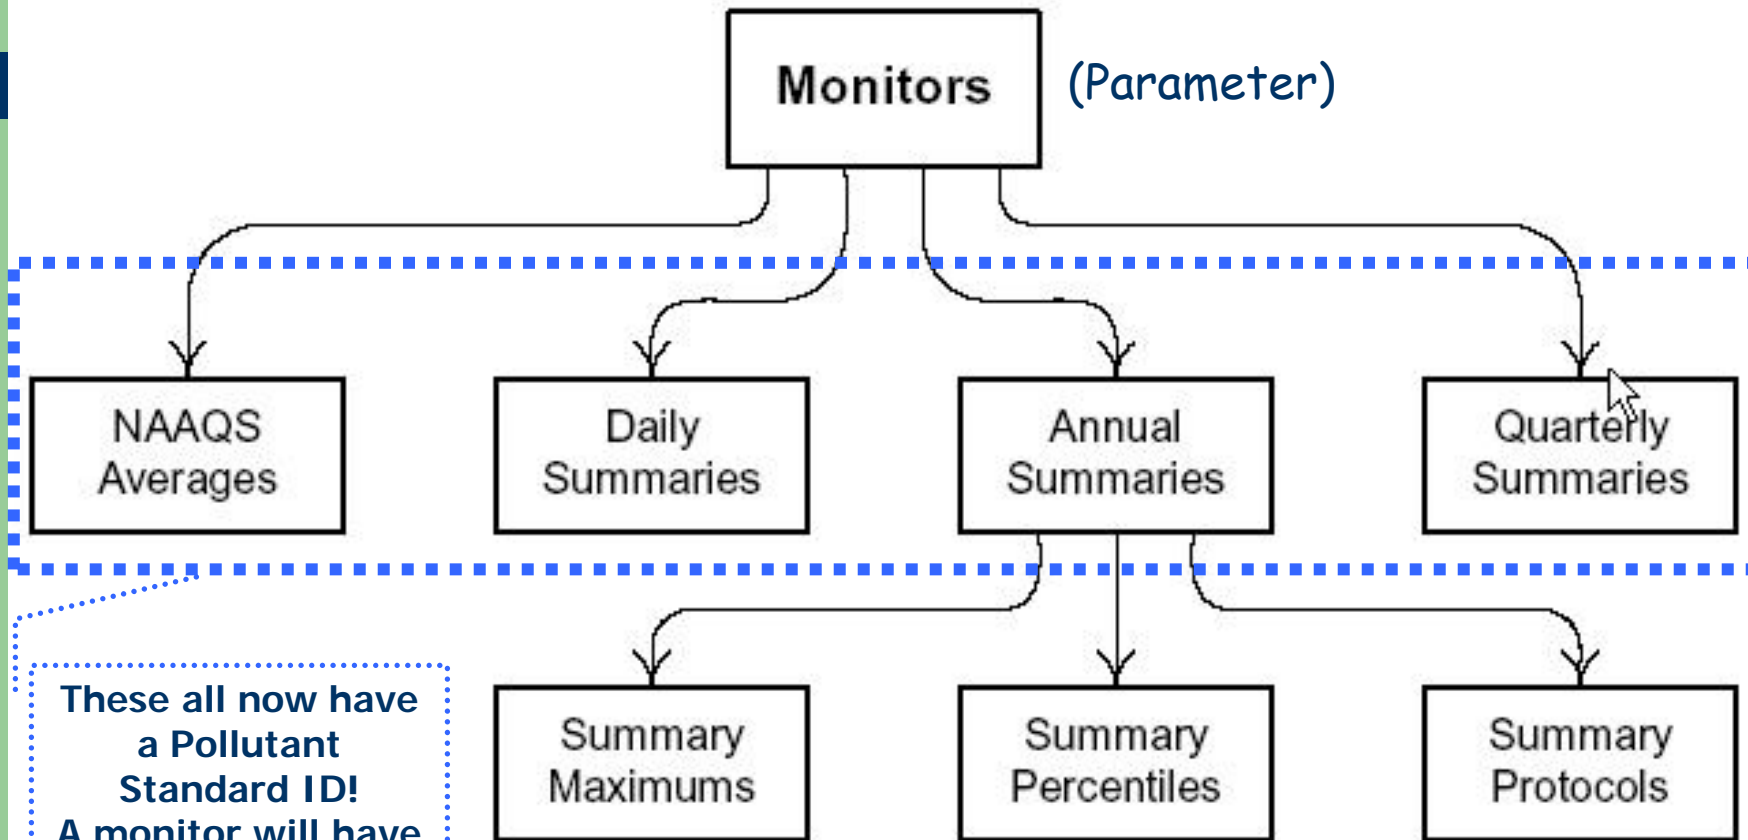 Monitors
(Parameter)
NAAQS
Averages
Daily
Summaries
Annual
Summaries
Quarterly
Summaries
These all now have
a Pollutant
Standard ID!
A monitor will have
Summary
Maximums
Summary
Percentiles
Summary
Protocols